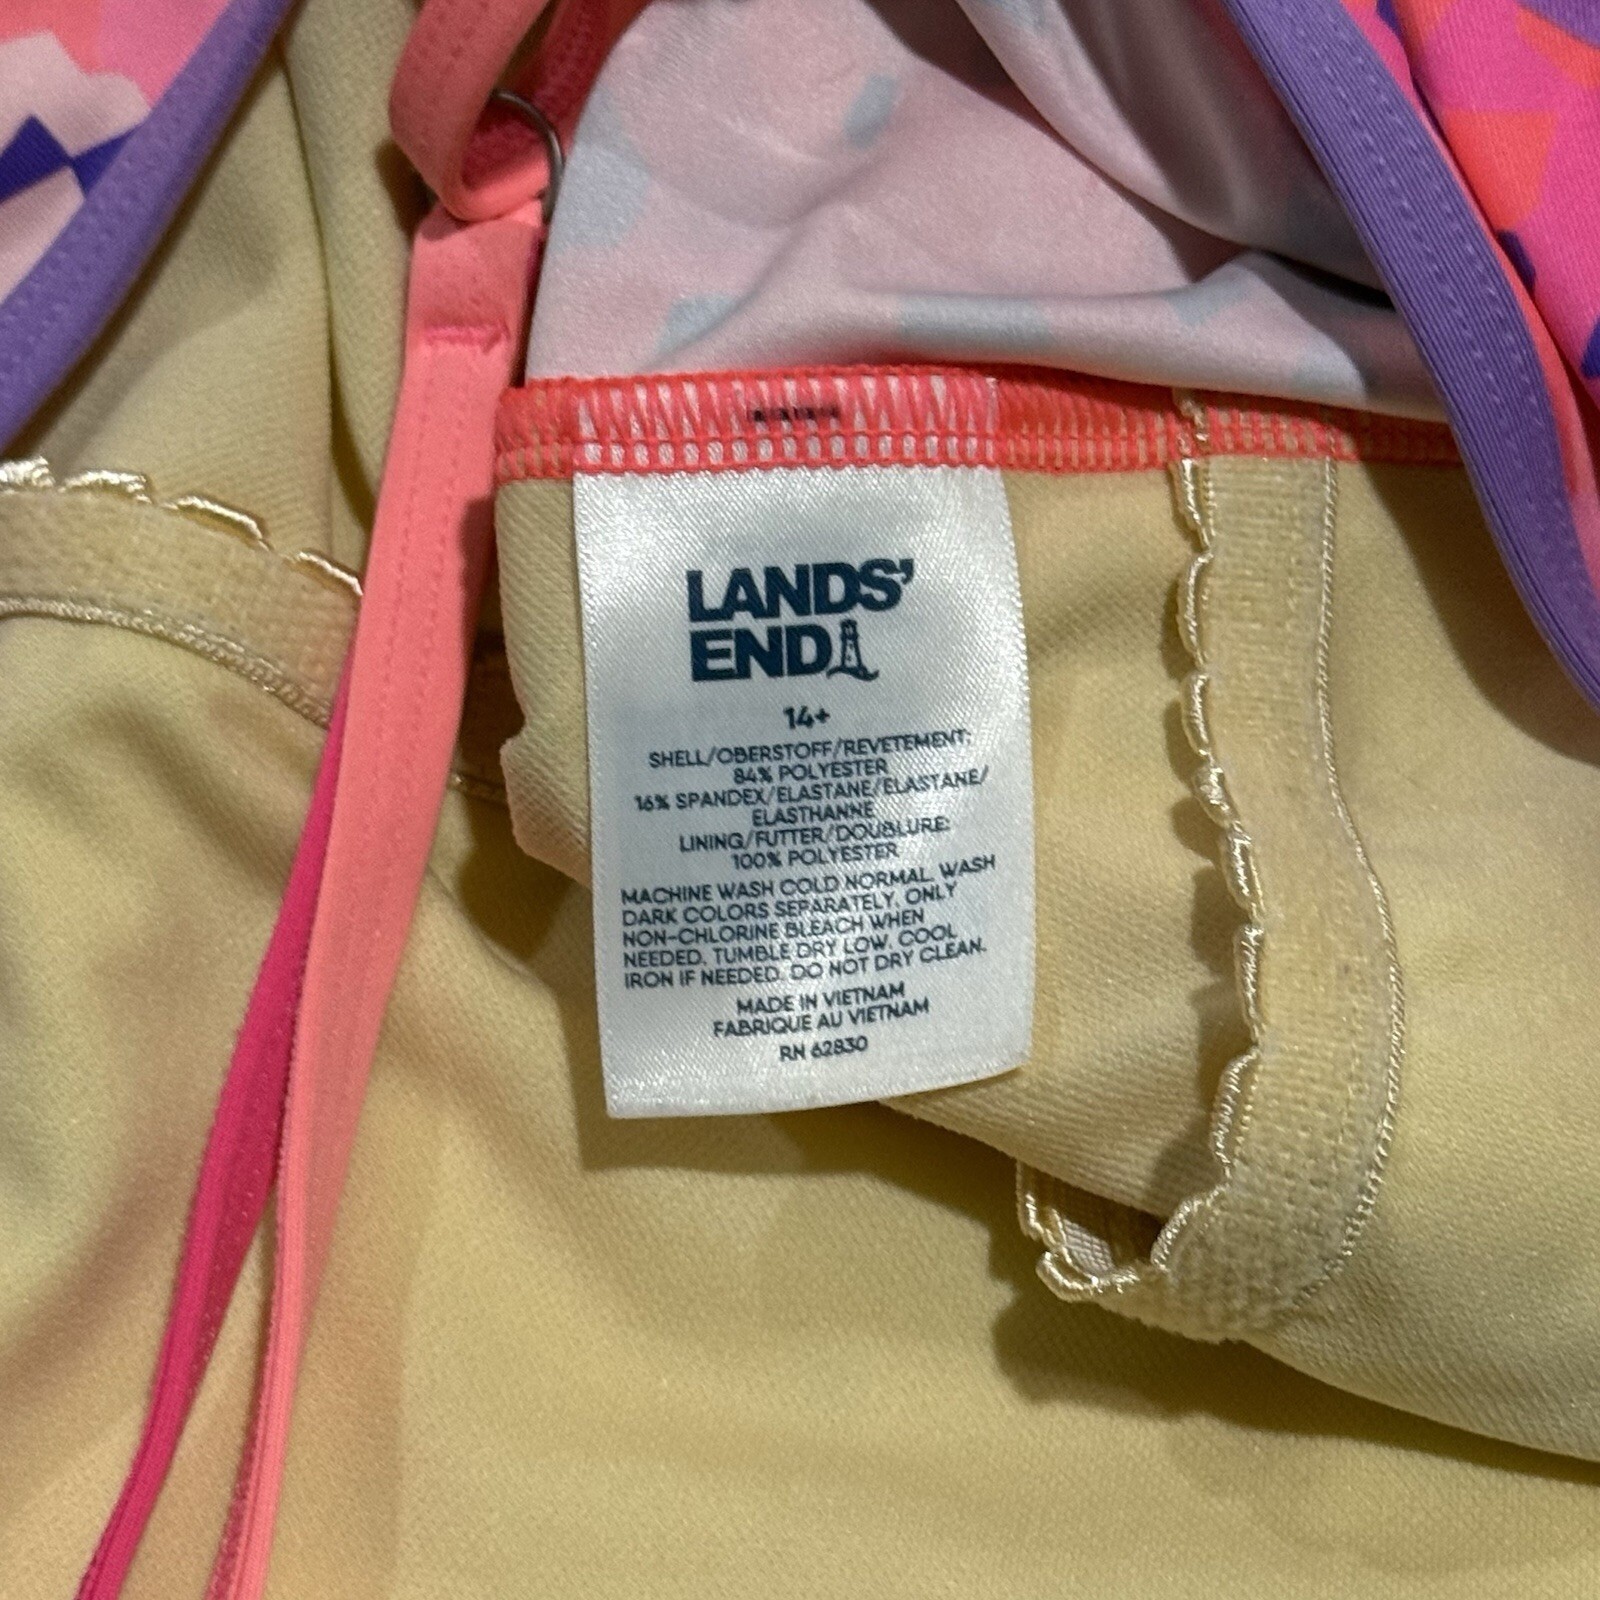 LANDS'
END
14+
SHELL/OBERSTOFF/REVETEMENT:
84% POLYESTER
16% SPANDEX/ELASTANE/ELASTANE/
ELASTHANNE
LINING/FUTTER/DOUBLURE:
100% POLYESTER
MACHINE WASH COLD NORMAL. WASH
DARK COLORS SEPARATELY. ONLY
NON-CHLORINE BLEACH WHEN
NEEDED. TUMBLE DRY LOW. COOL
IRON IF NEEDED. DO NOT DRY CLEAN.
MADE IN VIETNAM
FABRIQUE AU VIETNAM
RN 62830